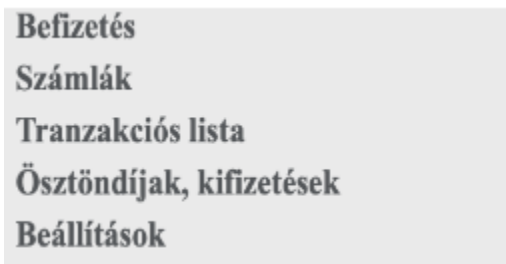 Befizetés
Számlák
Tranzakciós lista
Ösztöndíjak, kifizetések
Beállítások